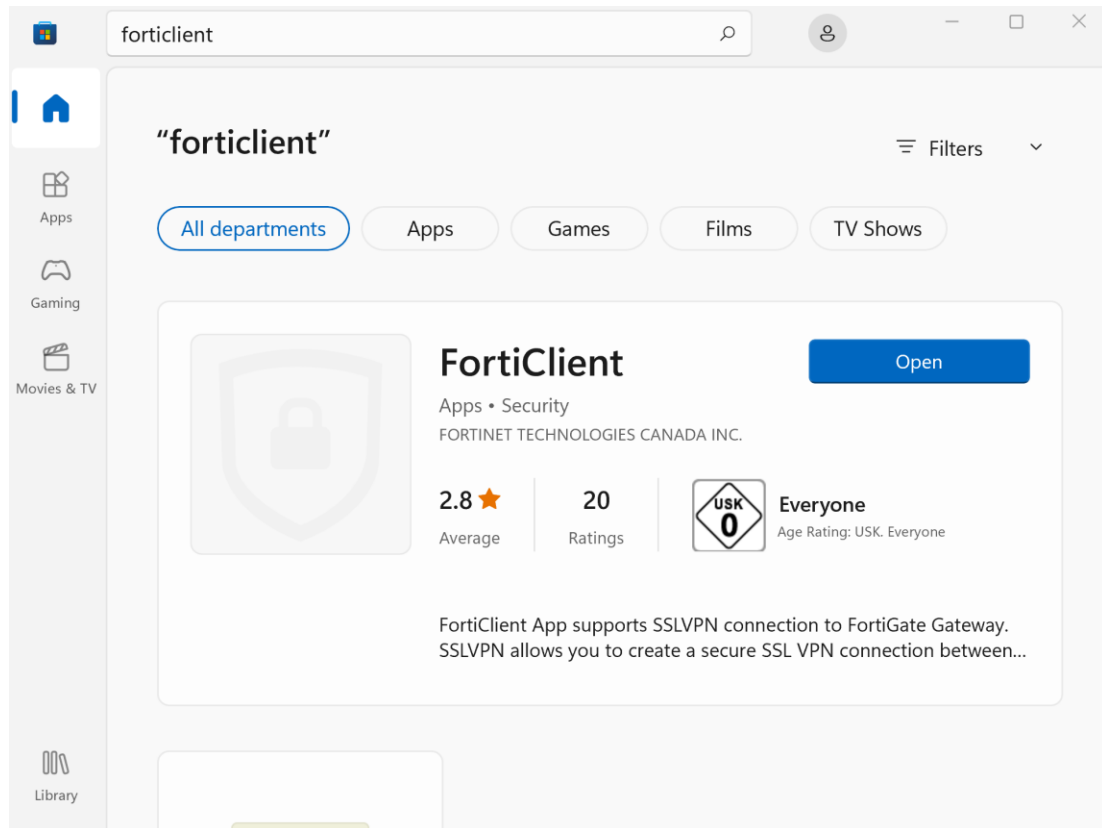 forticlient
“forticlient”
Filters
All departments
Apps
Games
Films
TV Shows
Apps
Gaming
Movies & TV
Library
FortiClient
Open
Apps • Security
FORTINET TECHNOLOGIES CANADA INC.
2.8
Average
20
Ratings
USK
0
Everyone
Age Rating: USK. Everyone
FortiClient App supports SSLVPN connection to FortiGate Gateway.
SSLVPN allows you to create a secure SSL VPN connection between...